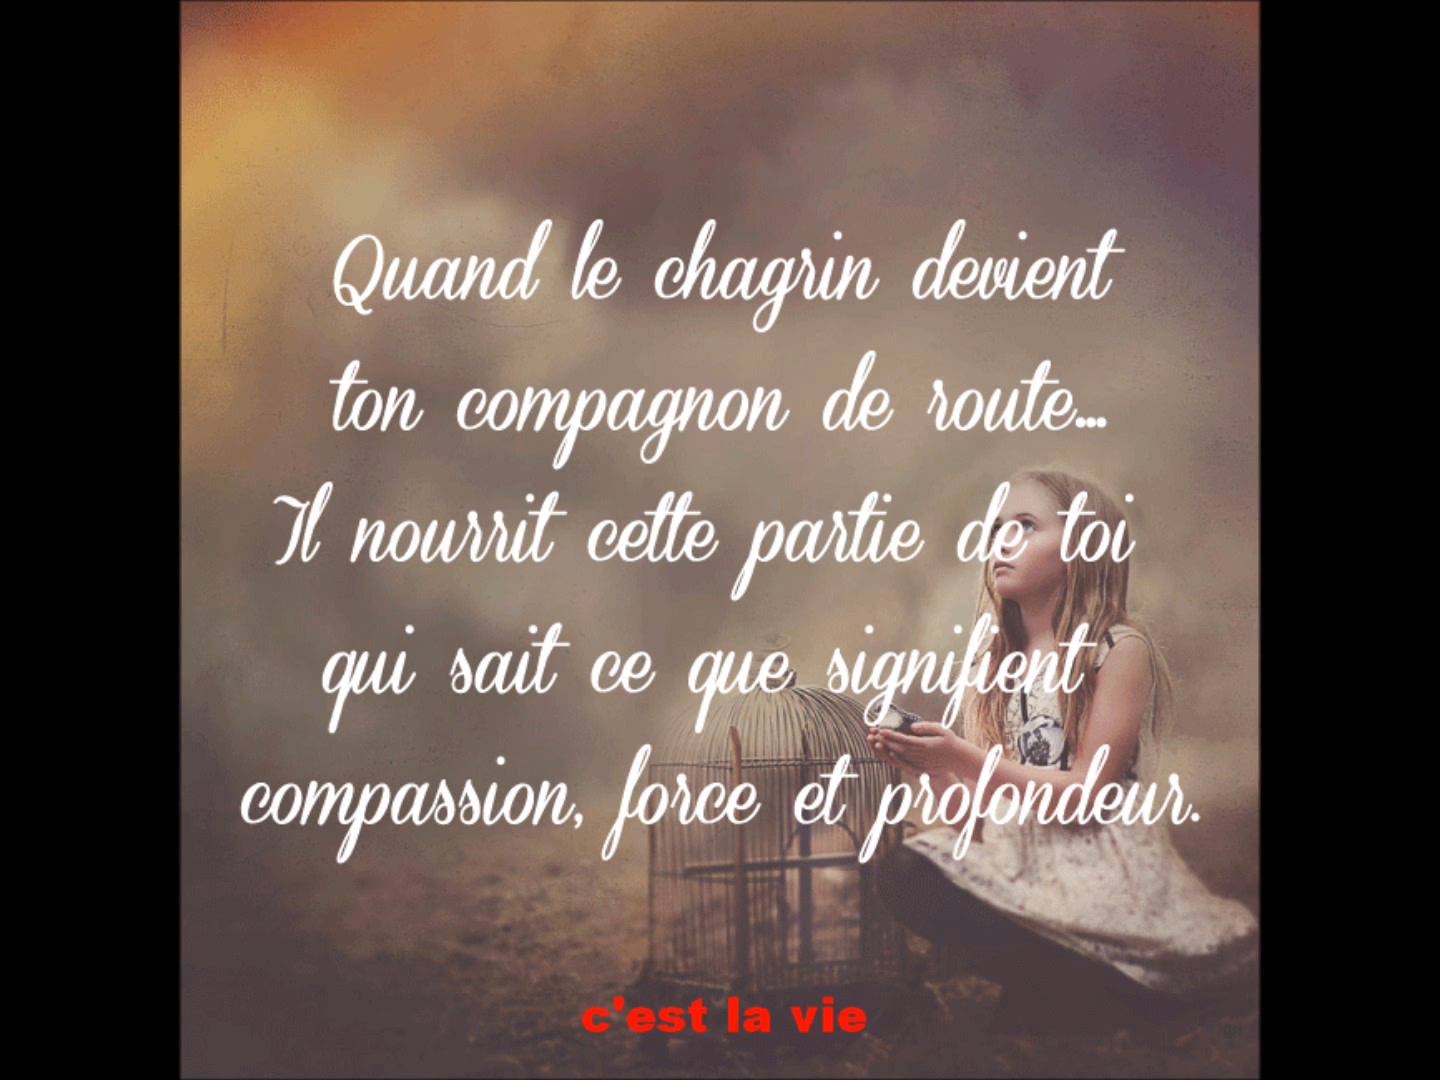 Quand le chagrin devient
ton compagnon de route...
Il nourrit cette partie de toi
qui sait ce que signifient
compassion, force et profondeur.
c'est la vie